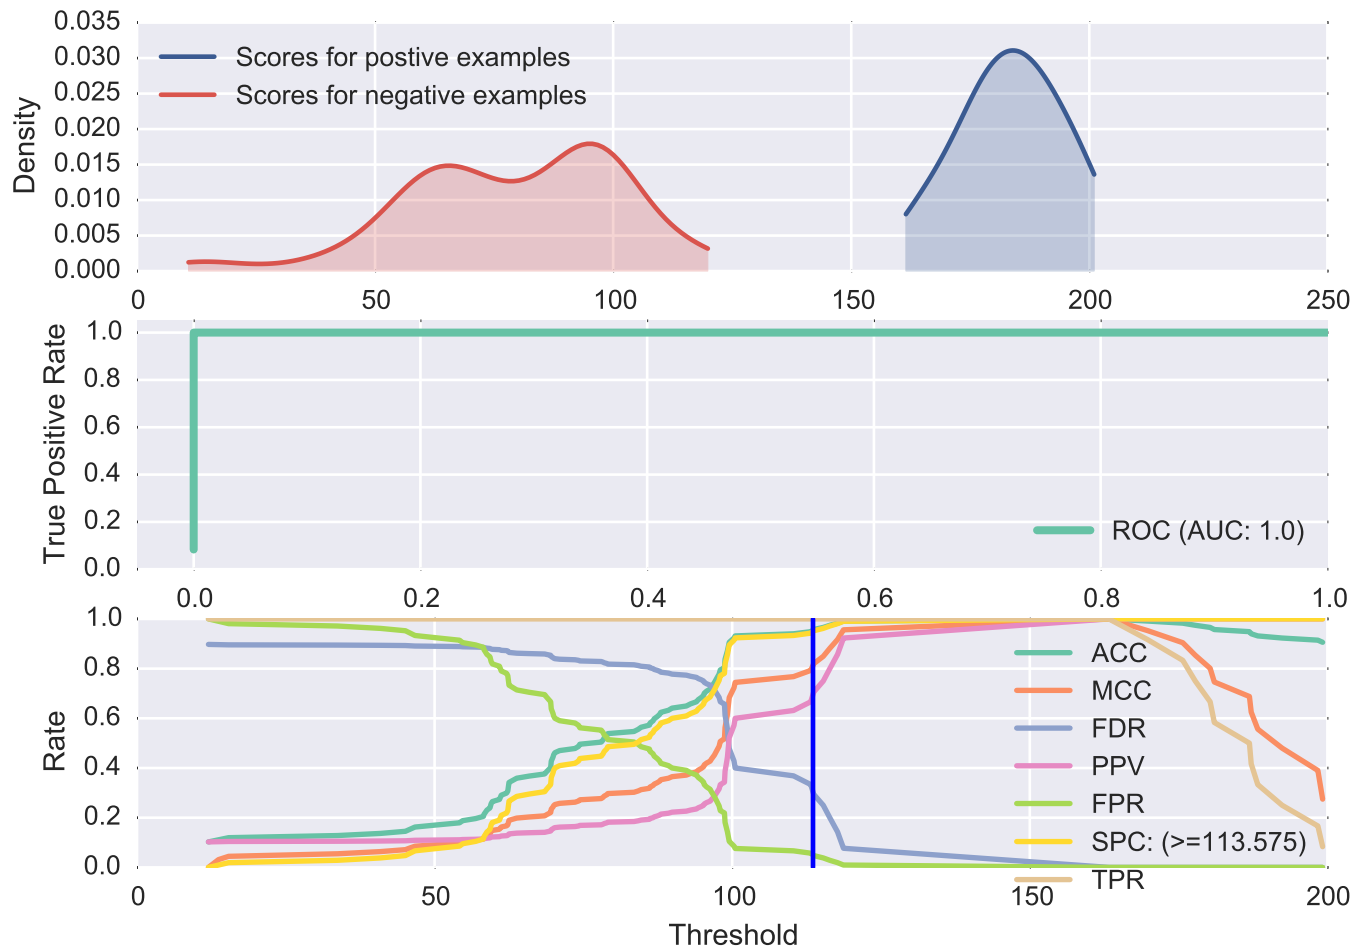 0.035
0.030
0.025
0.020
0.015
0.010
0.005
0.000
Density
Scores for postive examples
Scores for negative examples
0 50 100 150 200 250
1.0
0.8
0.6
0.4
0.2
0.0
True Positive Rate
ROC (AUC: 1.0)
0.0 0.2 0.4 0.6 0.8 1.0
1.0
0.8
0.6
0.4
0.2
0.0
Rate
ACC
MCC
FDR
PPV
FPR
SPC: (>=113.575)
TPR
0 50 100 150 200
Threshold